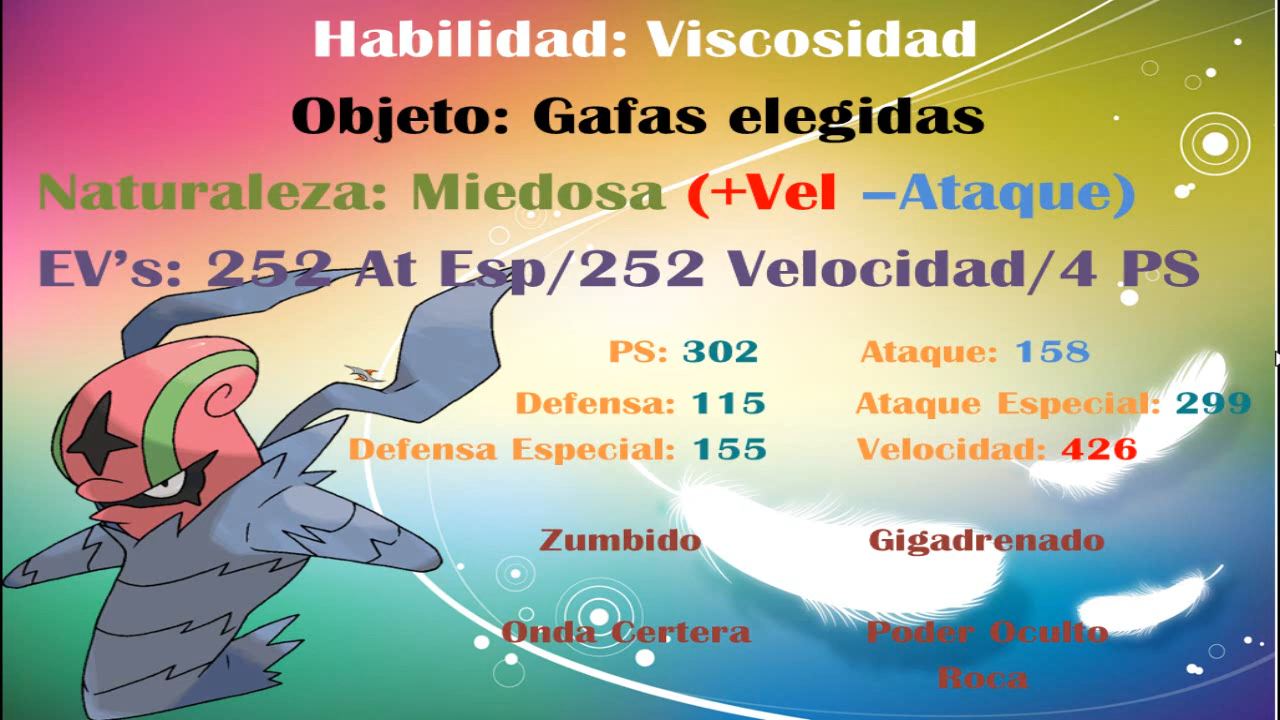 Habilidad: Viscosidad
Objeto: Gafas elegidas
Naturaleza: Miedosa (+Vel –Ataque)
EV's: 252 At Esp/252 Velocidad/4 PS
PS: 302 Ataque: 158
Defensa: 115 Ataque Especial: 299
Defensa Especial: 155 Velocidad: 426
Zumbido Gigadrenado
Onda Certera Poder Oculto
Roca